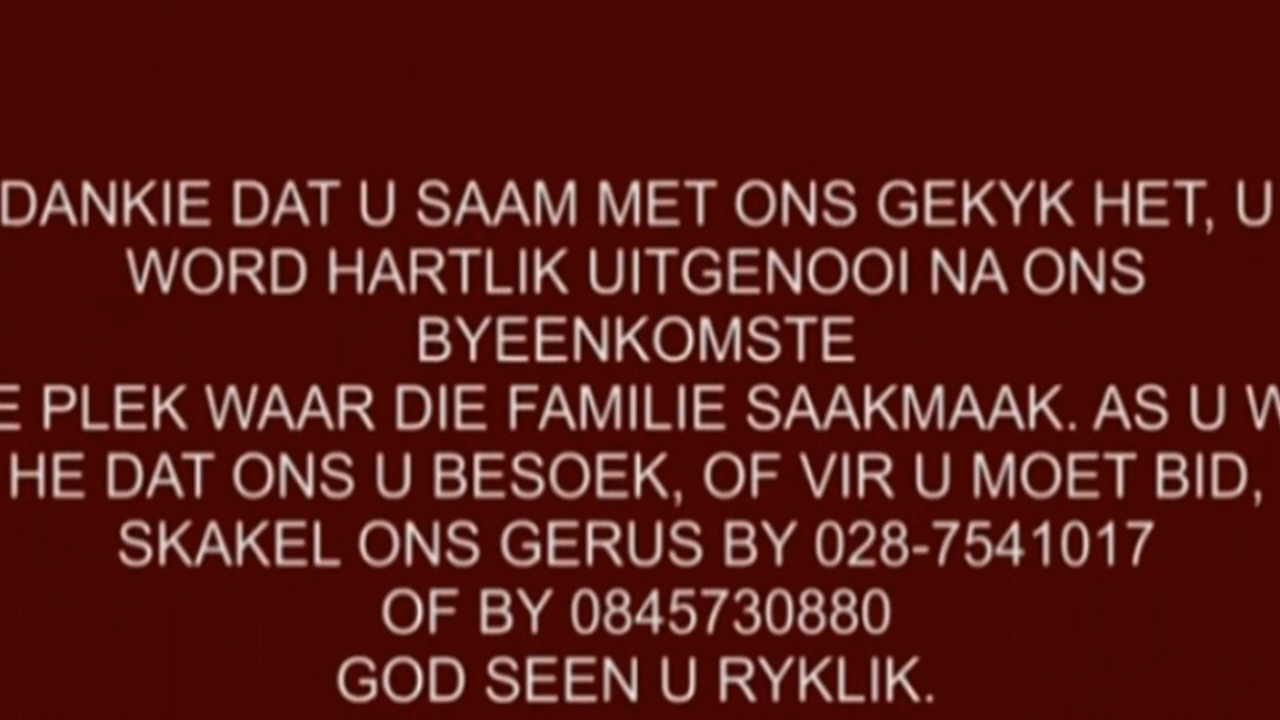 DANKIE DAT U SAAM MET ONS GEKYK HET, U
WORD HARTLIK UITGENOOI NA ONS
BYEENKOMSTE
E PLEK WAAR DIE FAMILIE SAAKMAAK. AS U W
HE DAT ONS U BESOEK, OF VIR U MOET BID,
SKAKEL ONS GERUS BY 028-7541017
OF BY 0845730880
GOD SEEN U RYKLIK.